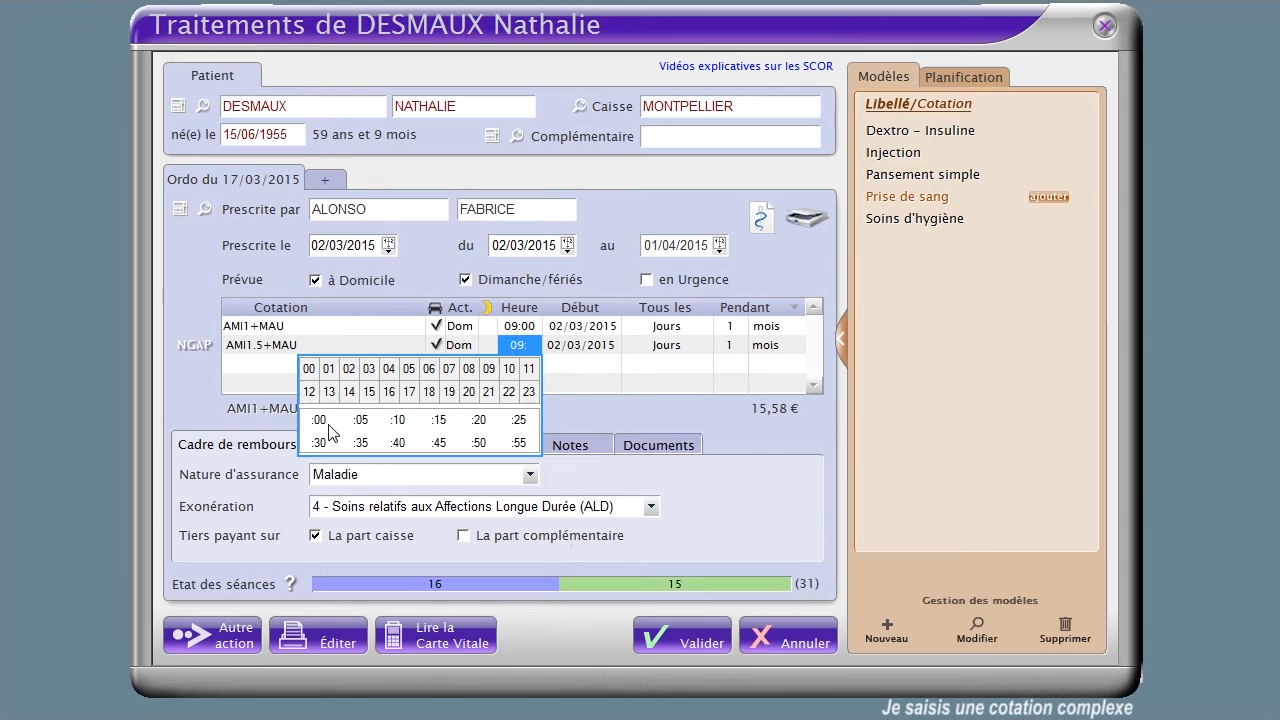 Traitements de DESMAUX Nathalie
Patient
Vidéos explicatives sur les SCOR
DESMAUX NATHALIE Caisse MONTPELLIER
né(e) le 15/06/1955 59 ans et 9 mois Complémentaire
Ordo du 17/03/2015 +
Prescrite par ALONSO FABRICE
Prescrite le 02/03/2015 du 02/03/2015 au 01/04/2015
Prévue à Domicile Dimanche/fériés en Urgence
Cotation Act. Heure Début Tous les Pendant
AMI1+MAU Dom 09:00 02/03/2015 Jours 1 mois
NGAP AMI1.5+MAU Dom 09: 02/03/2015 Jours 1 mois
00 01 02 03 04 05 06 07 08 09 10 11
12 13 14 15 16 17 18 19 20 21 22 23
:00 :05 :10 :15 :20 :25
:30 :35 :40 :45 :50 :55
AMI1+MAU 15,58 €
Cadre de rembours Notes Documents
Nature d'assurance Maladie
Exonération 4 - Soins relatifs aux Affections Longue Durée (ALD)
Tiers payant sur La part caisse La part complémentaire
Etat des séances ? 16 15 (31)
Autre action
Éditer
Lire la Carte Vitale
Valider
Annuler
Modèles Planification
Libellé/Cotation
Dextro - Insuline
Injection
Pansement simple
Prise de sang ajouter
Soins d'hygiène
Gestion des modèles
Nouveau Modifier Supprimer
Je saisis une cotation complexe